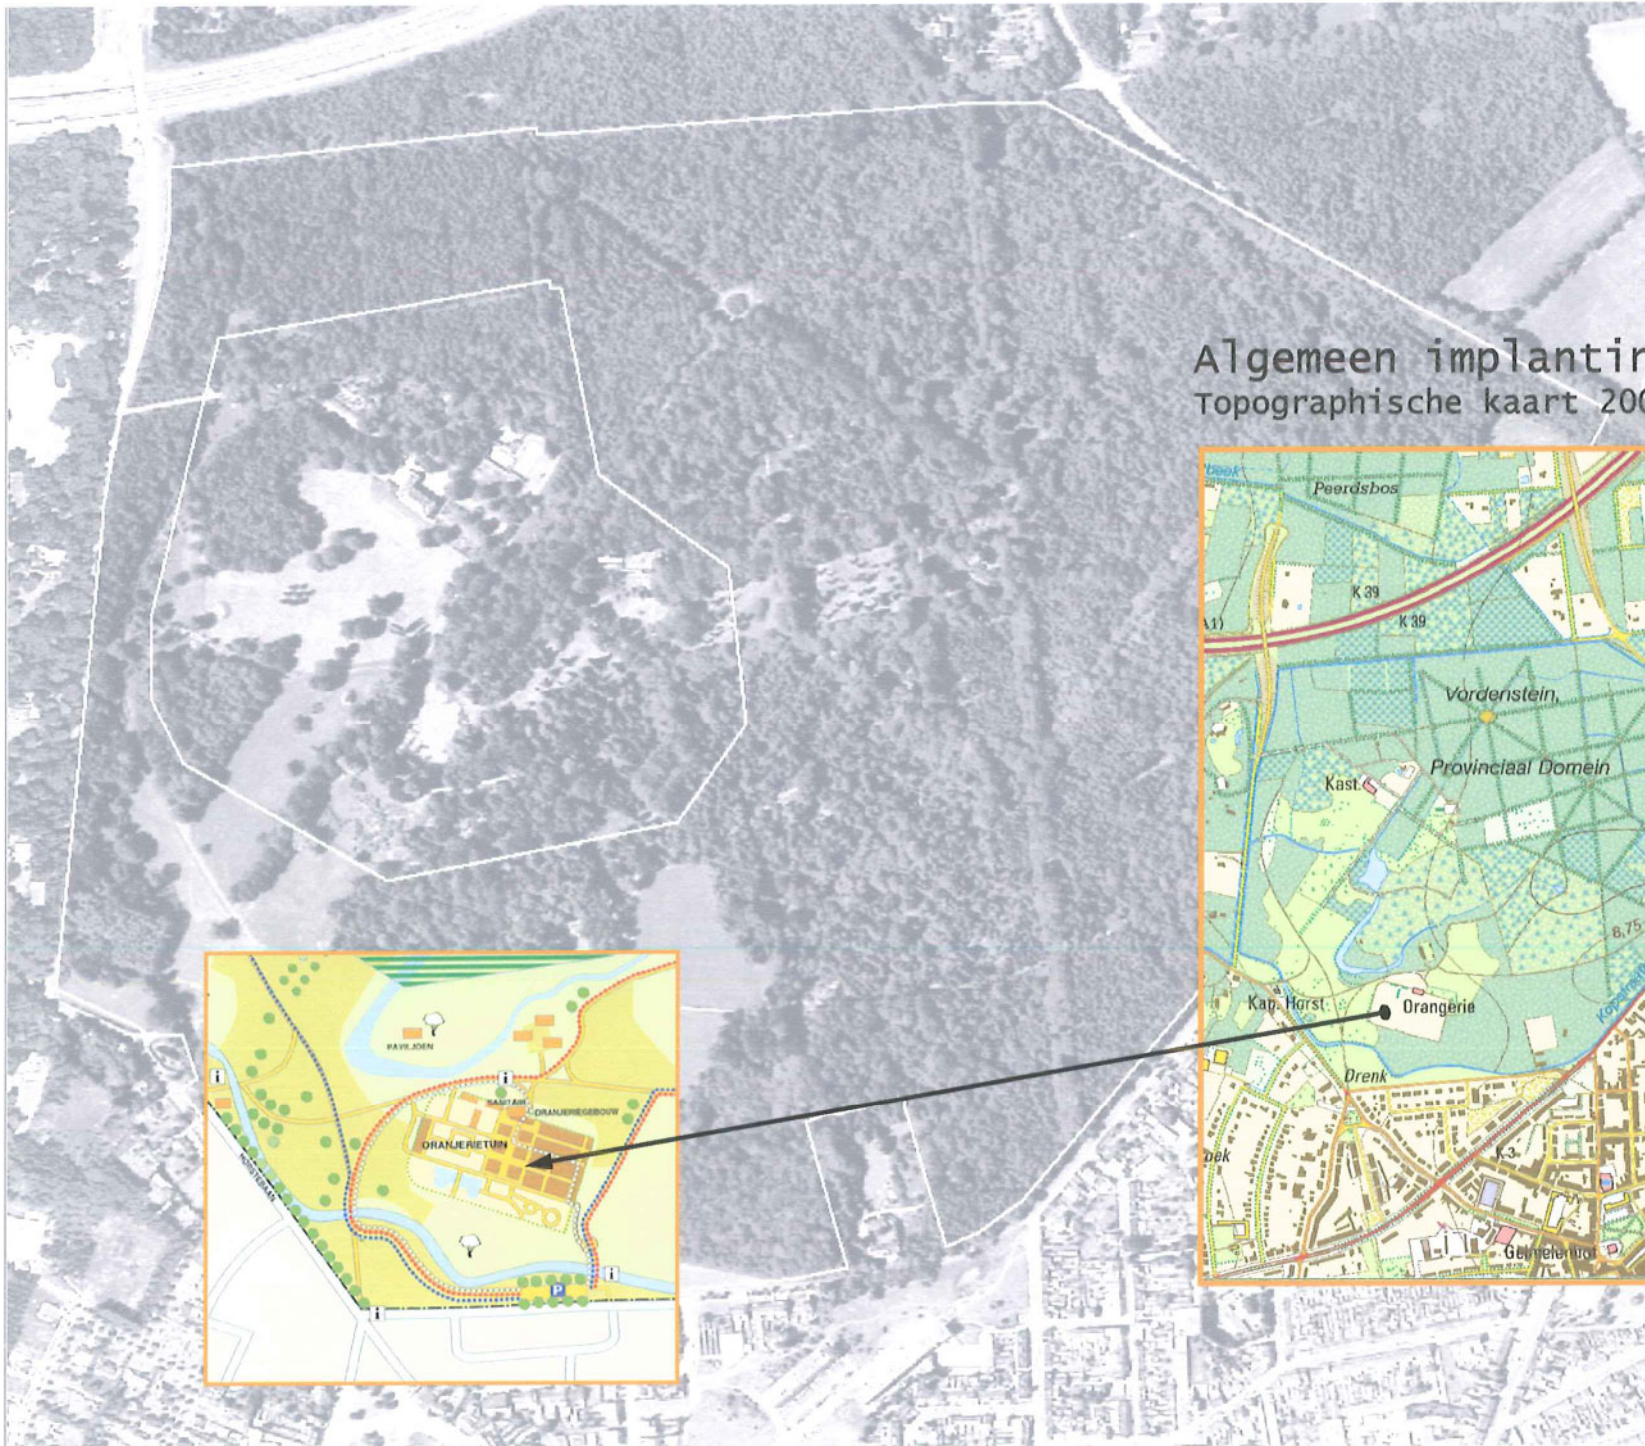 Algemeen implantin
Topographische kaart 200
beek
Peerdsbos
K 39
K 39
A1)
Vordenstein,
Provinciaal Domein
Kast.
8,75
Kap. Horst
Orangerie
Drenk
K 3
PAVILJOEN
i
i
SANITAIR
ORANJERIEGEBOUW
ORANJERIETUIN
i
P
i